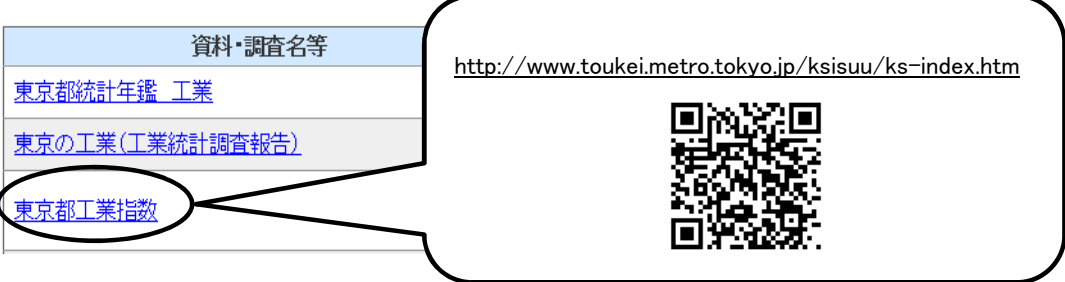 資料・調査名等
東京都統計年鑑　工業
東京の工業(工業統計調査報告)
東京都工業指数
http://www.toukei.metro.tokyo.jp/ksisuu/ks-index.htm